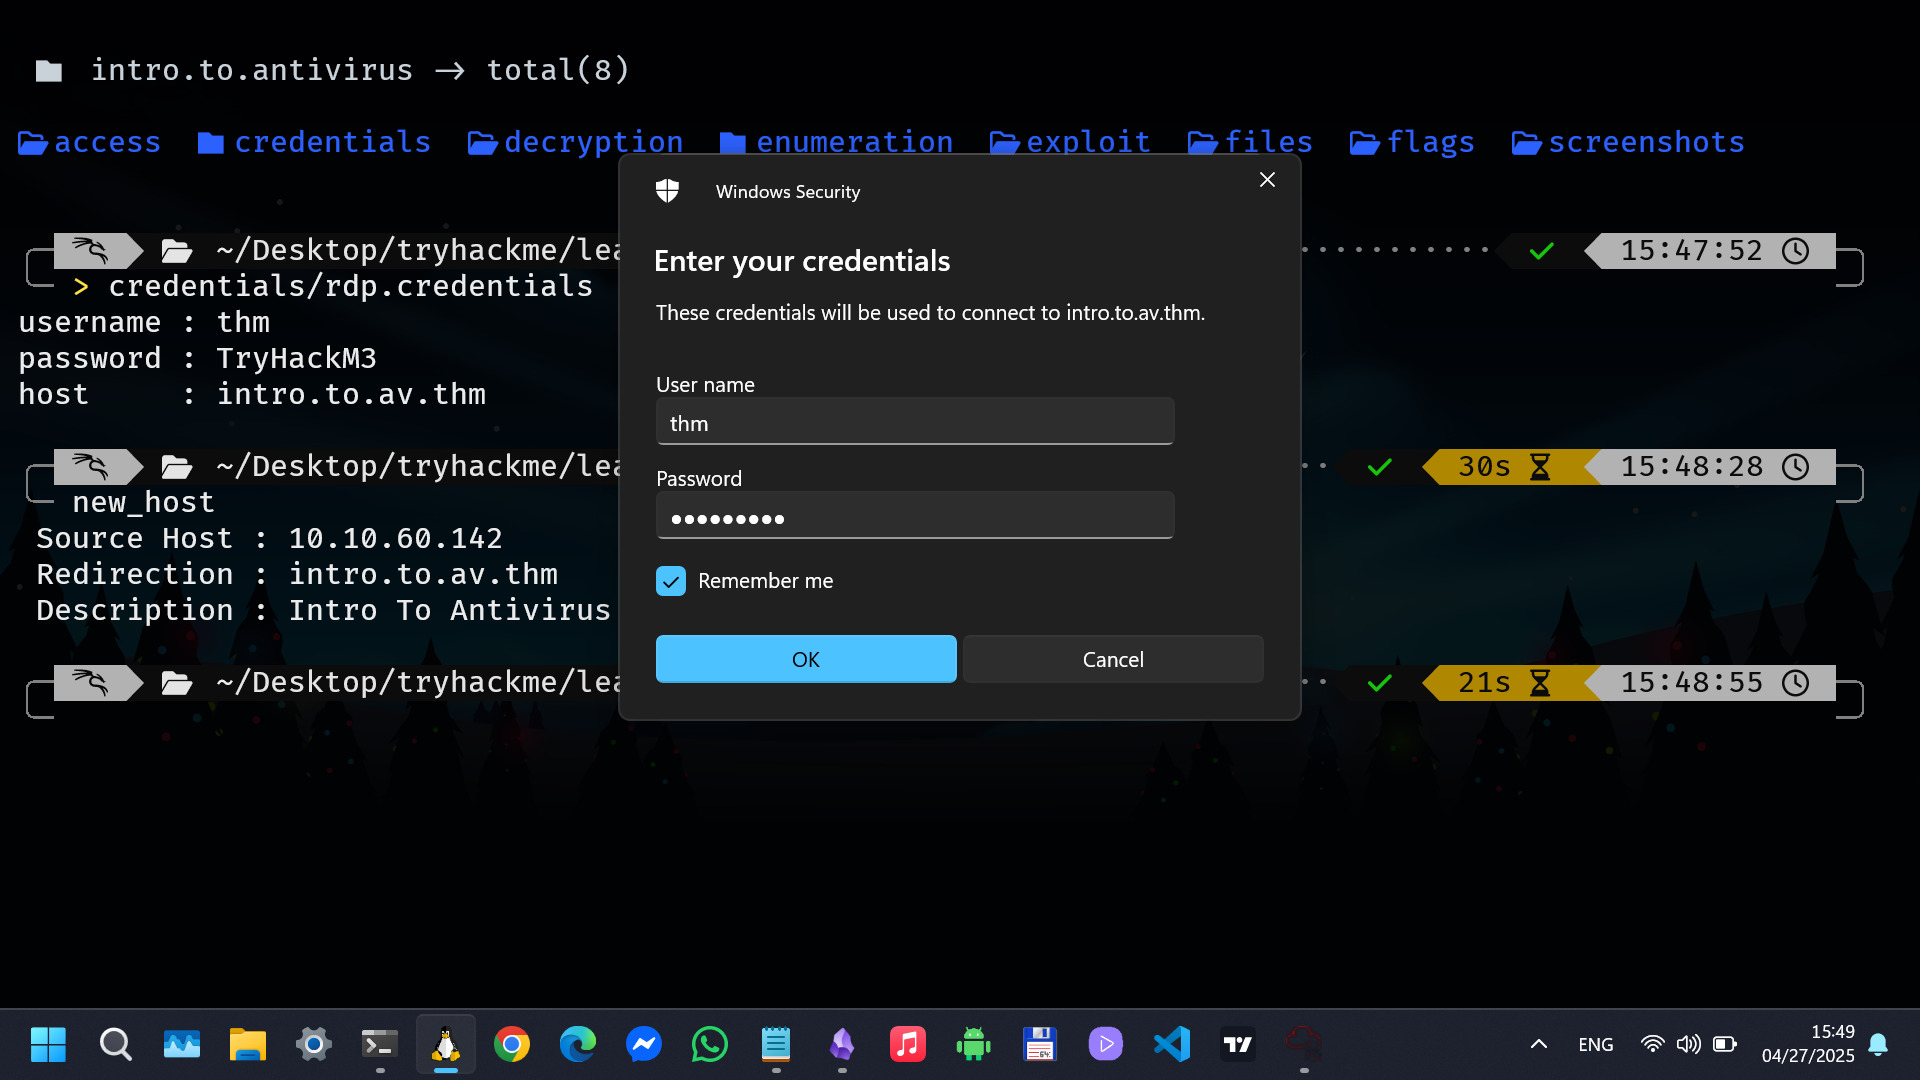 intro.to.antivirus → total(8)
access credentials decryption enumeration exploit files flags screenshots
~/Desktop/tryhackme/lea 15:47:52
> credentials/rdp.credentials
username : thm
password : TryHackM3
host : intro.to.av.thm
~/Desktop/tryhackme/lea 30s 15:48:28
new_host
Source Host : 10.10.60.142
Redirection : intro.to.av.thm
Description : Intro To Antivirus
~/Desktop/tryhackme/lea 21s 15:48:55
Windows Security
Enter your credentials
These credentials will be used to connect to intro.to.av.thm.
User name
thm
Password
●●●●●●●●●
Remember me
OK Cancel
64
ENG
15:49
04/27/2025